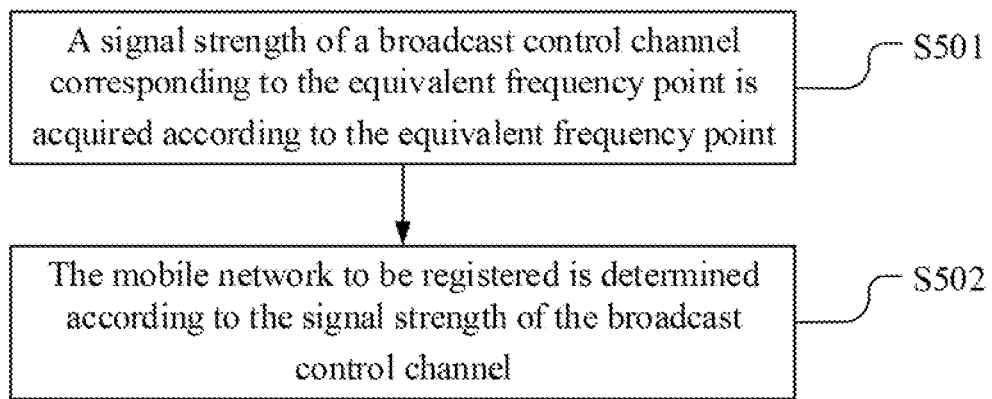 A signal strength of a broadcast control channel
corresponding to the equivalent frequency point is
acquired according to the equivalent frequency point
S501
The mobile network to be registered is determined
according to the signal strength of the broadcast
control channel
S502